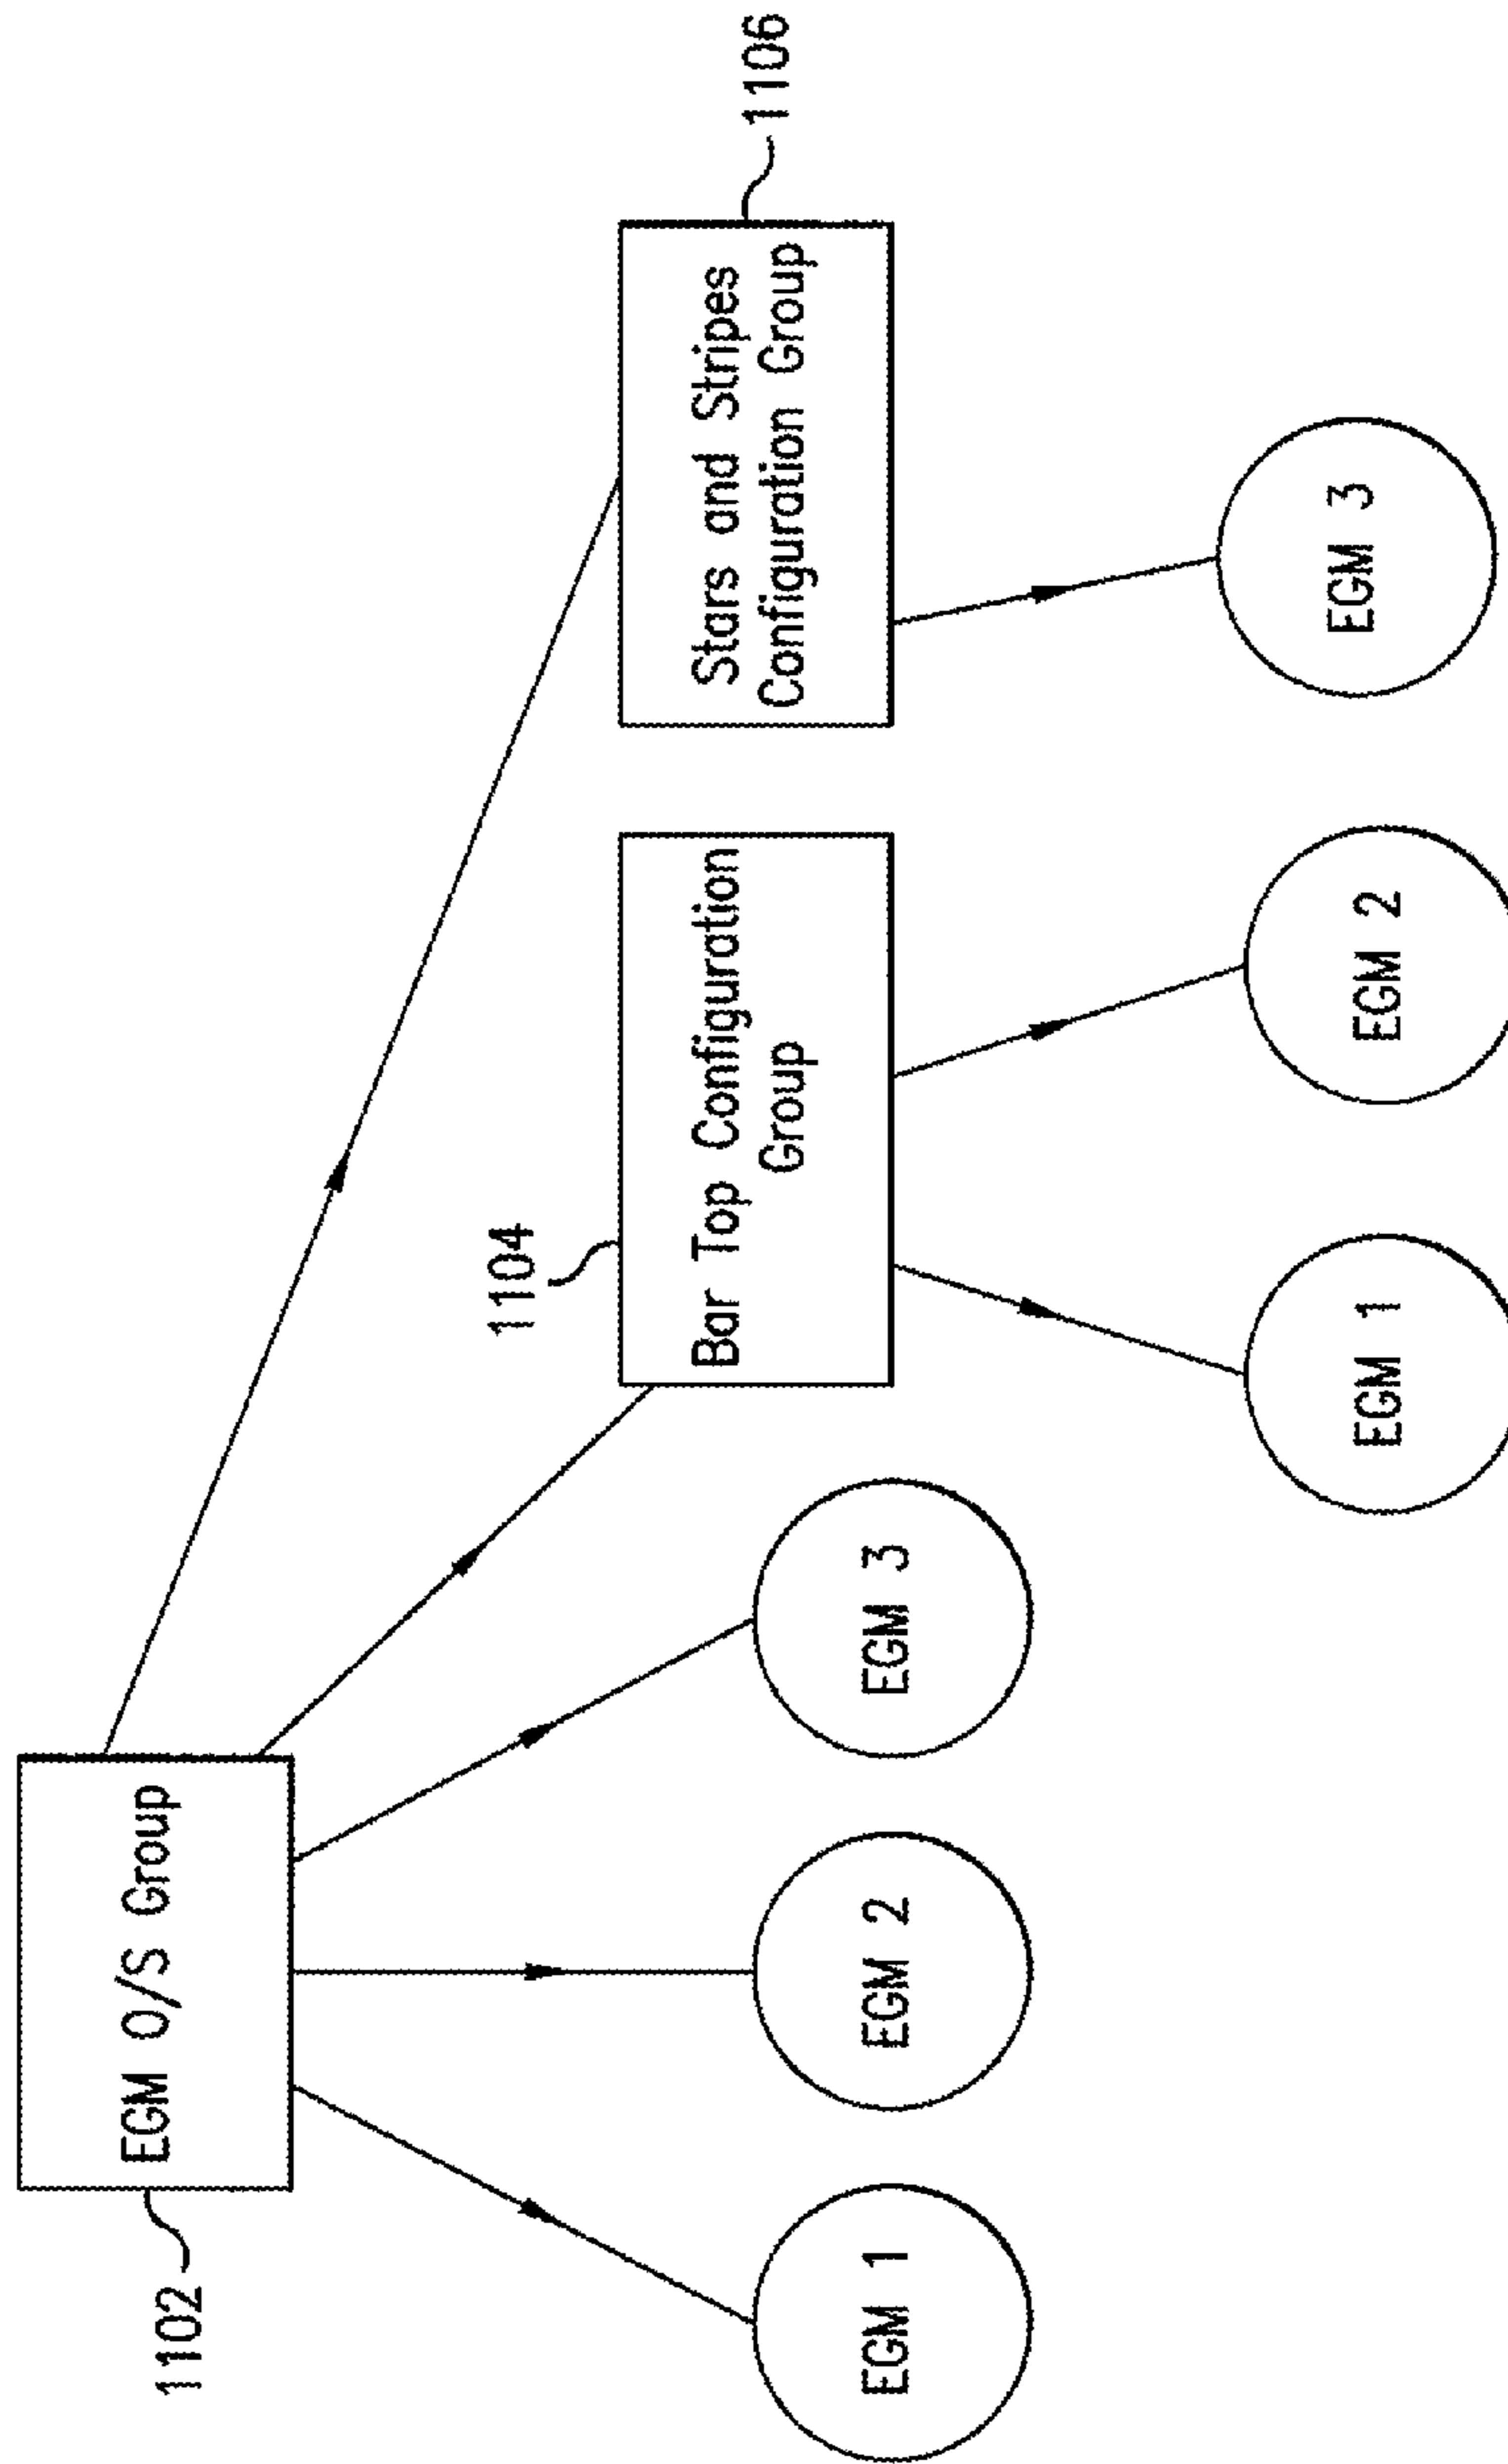 EGM O/S Group
1102
EGM 1
EGM 2
EGM 3
1104
Bar Top Configuration
Group
EGM 1
EGM 2
1106
Stars and Stripes
Configuration Group
EGM 3